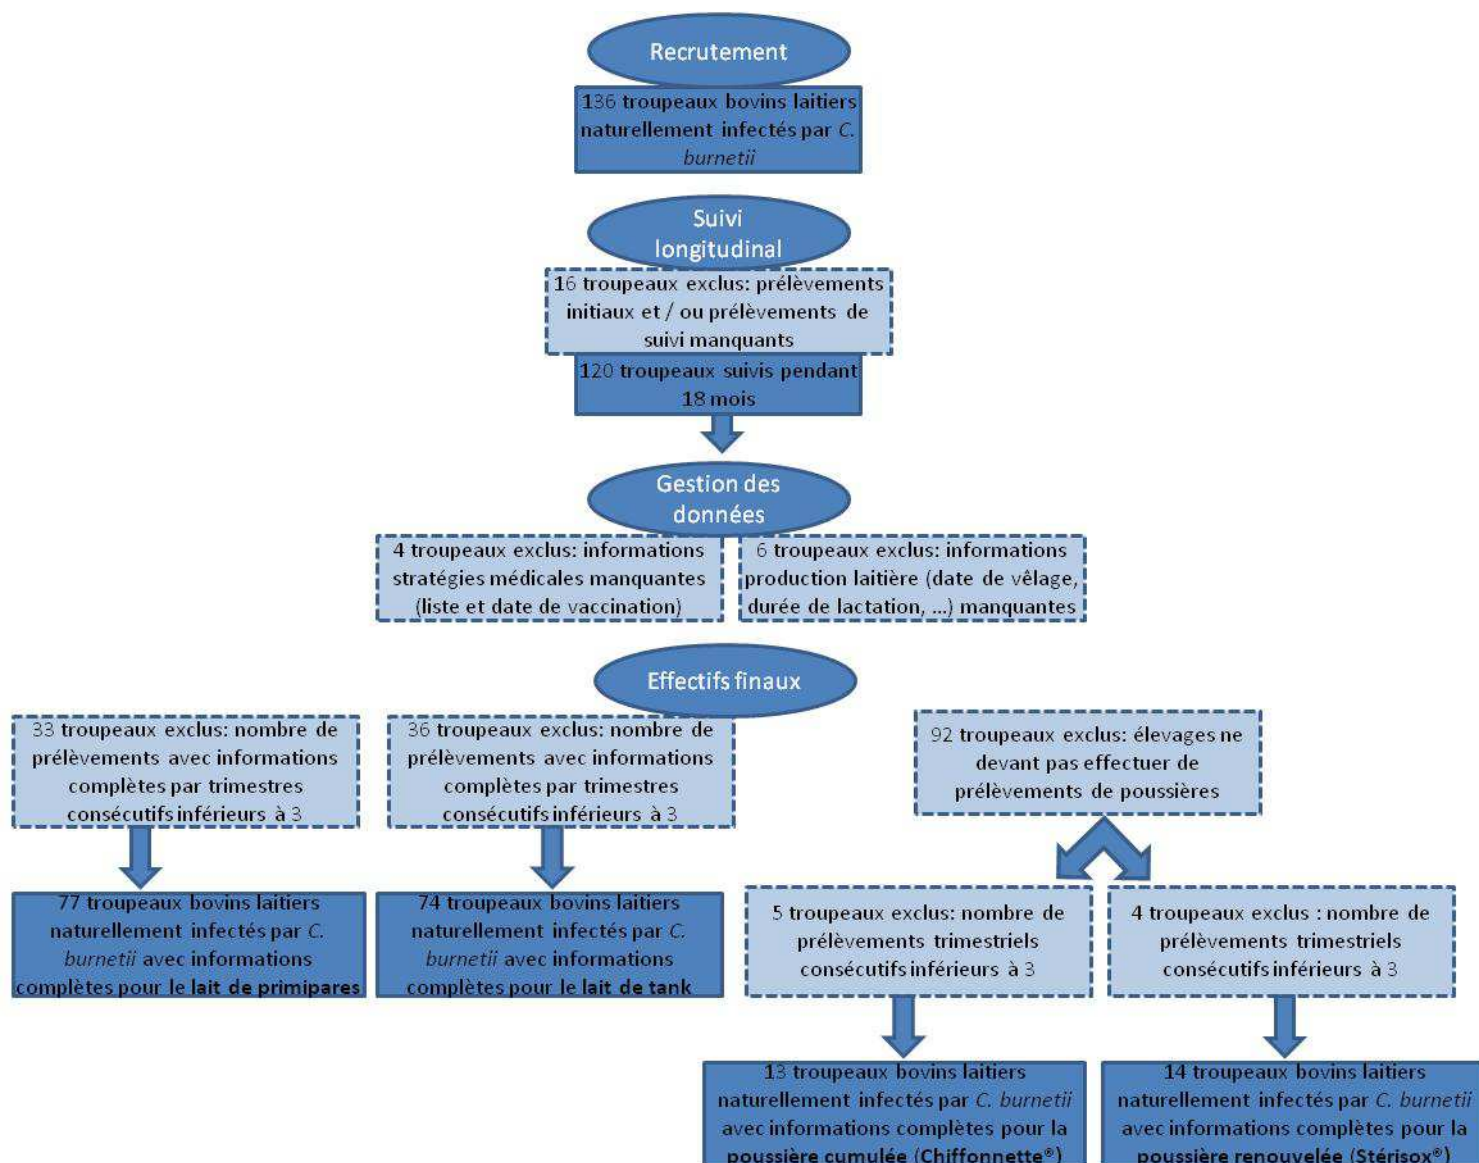 Recrutement
136 troupeaux bovins laitiers
naturellement infectés par C.
burnetii
Suivi
longitudinal
16 troupeaux exclus: prélèvements
initiaux et / ou prélèvements de
suivi manquants
120 troupeaux suivis pendant
18 mois
Gestion des
données
4 troupeaux exclus: informations
stratégies médicales manquantes
(liste et date de vaccination)
6 troupeaux exclus: informations
production laitière (date de vêlage,
durée de lactation, ...) manquantes
Effectifs finaux
33 troupeaux exclus: nombre de
prélèvements avec informations
complètes par trimestres
consécutifs inférieurs à 3
36 troupeaux exclus: nombre de
prélèvements avec informations
complètes par trimestres
consécutifs inférieurs à 3
92 troupeaux exclus: élevages ne
devant pas effectuer de
prélèvements de poussières
77 troupeaux bovins laitiers
naturellement infectés par C.
burnetii avec informations
complètes pour le lait de primipares
74 troupeaux bovins laitiers
naturellement infectés par C.
burnetii avec informations
complètes pour le lait de tank
5 troupeaux exclus: nombre de
prélèvements trimestriels
consécutifs inférieurs à 3
4 troupeaux exclus : nombre de
prélèvements trimestriels
consécutifs inférieurs à 3
13 troupeaux bovins laitiers
naturellement infectés par C. burnetii
avec informations complètes pour la
poussière cumulée (Chiffonnette®)
14 troupeaux bovins laitiers
naturellement infectés par C. burnetii
avec informations complètes pour la
poussière renouvelée (Stérisox®)